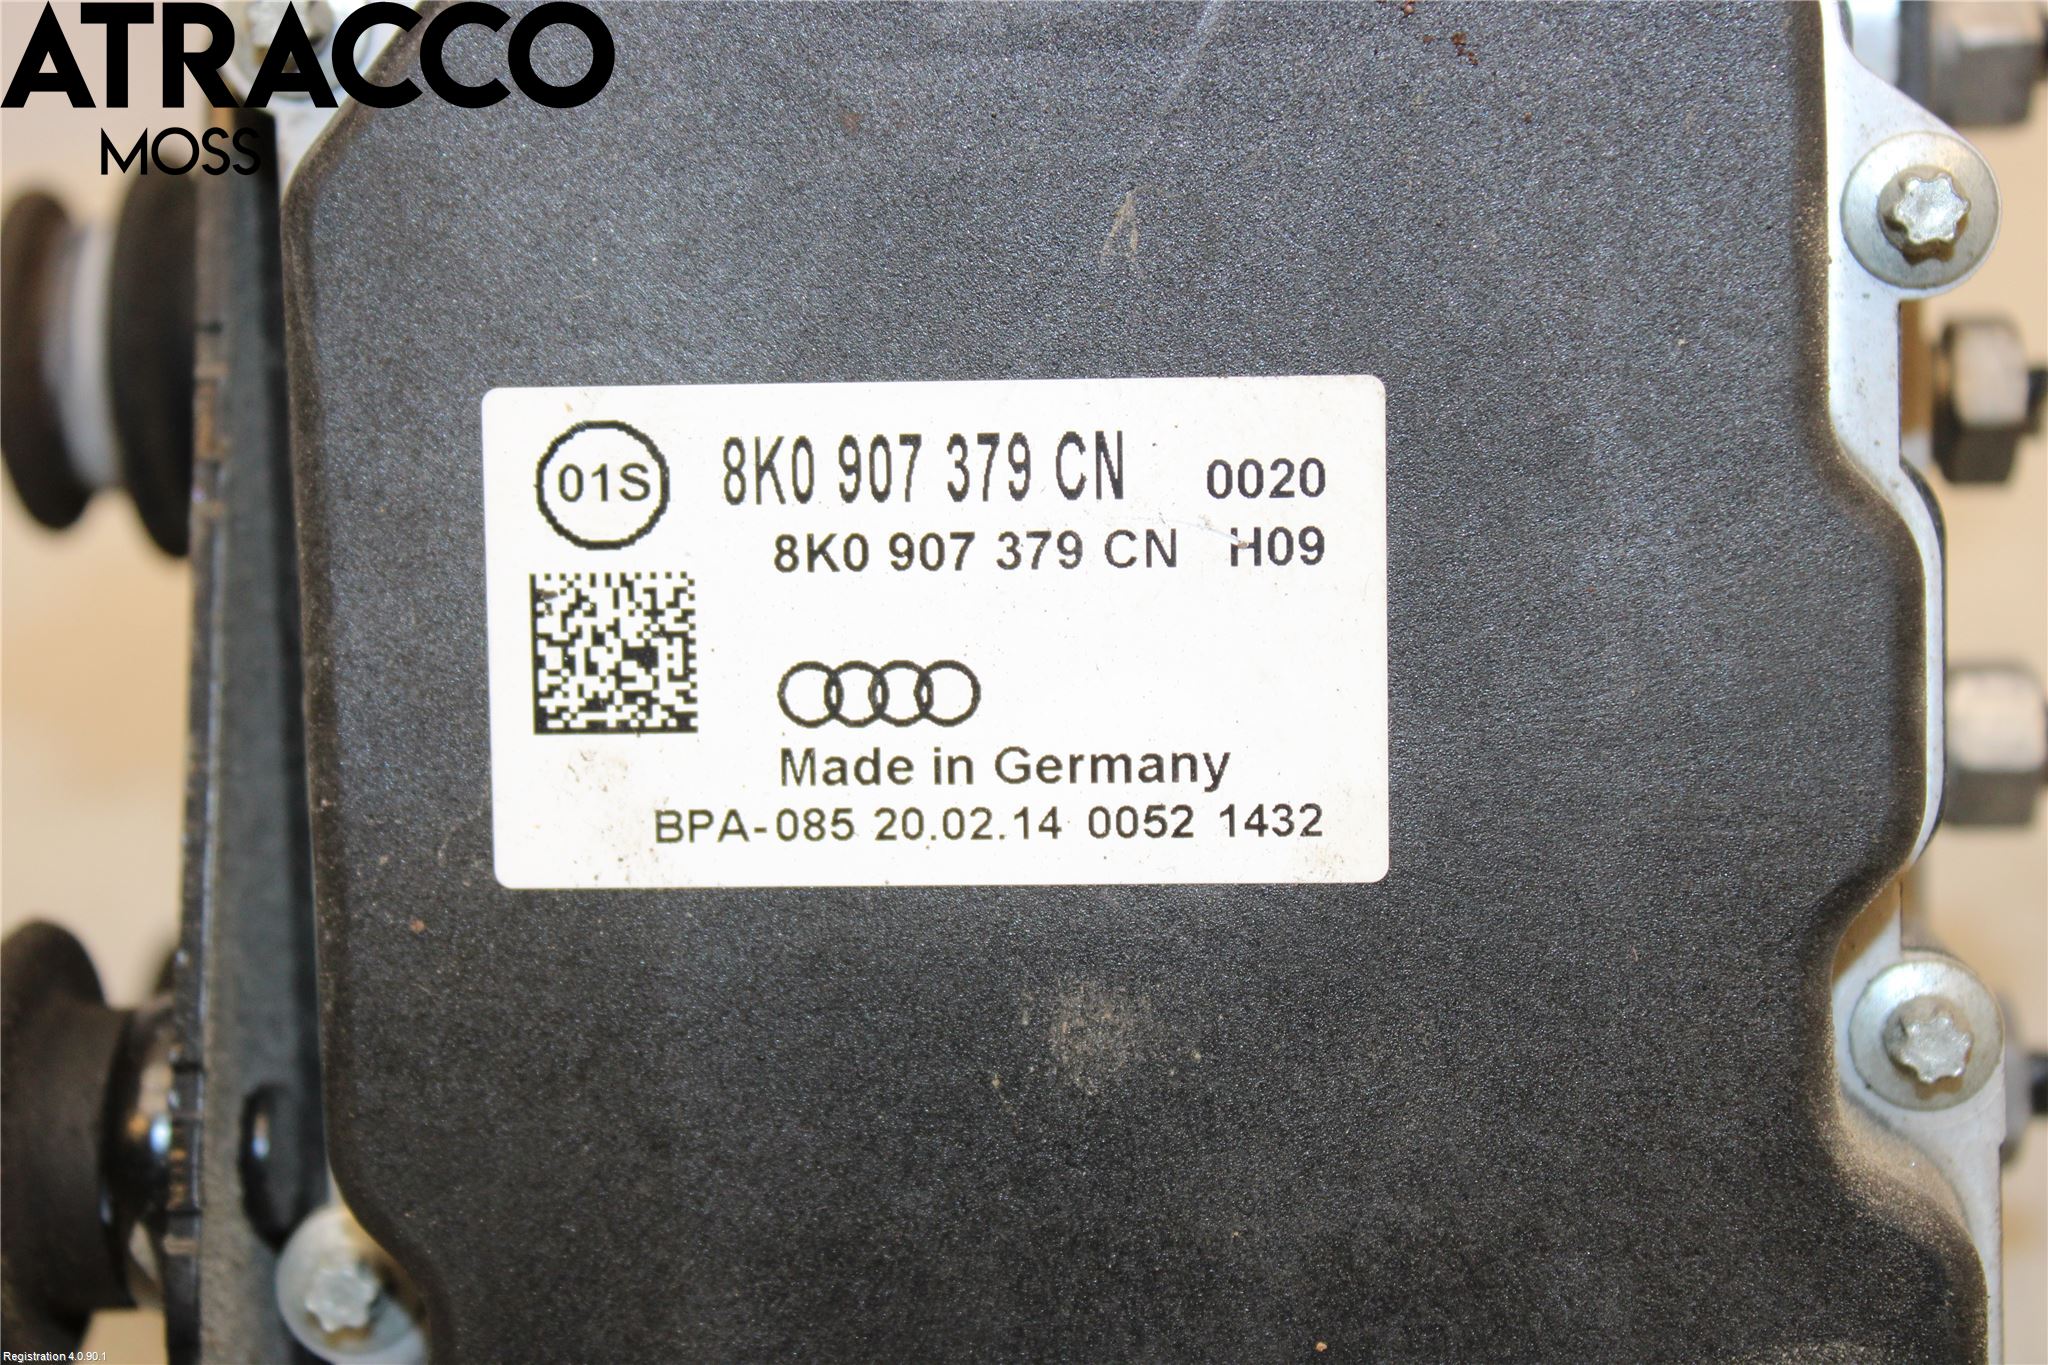 ATRACCO
MOSS
01S 8K0 907 379 CN 0020
8K0 907 379 CN H09
Made in Germany
BPA-085 20.02.14 0052 1432
Registration 4.0.90.1